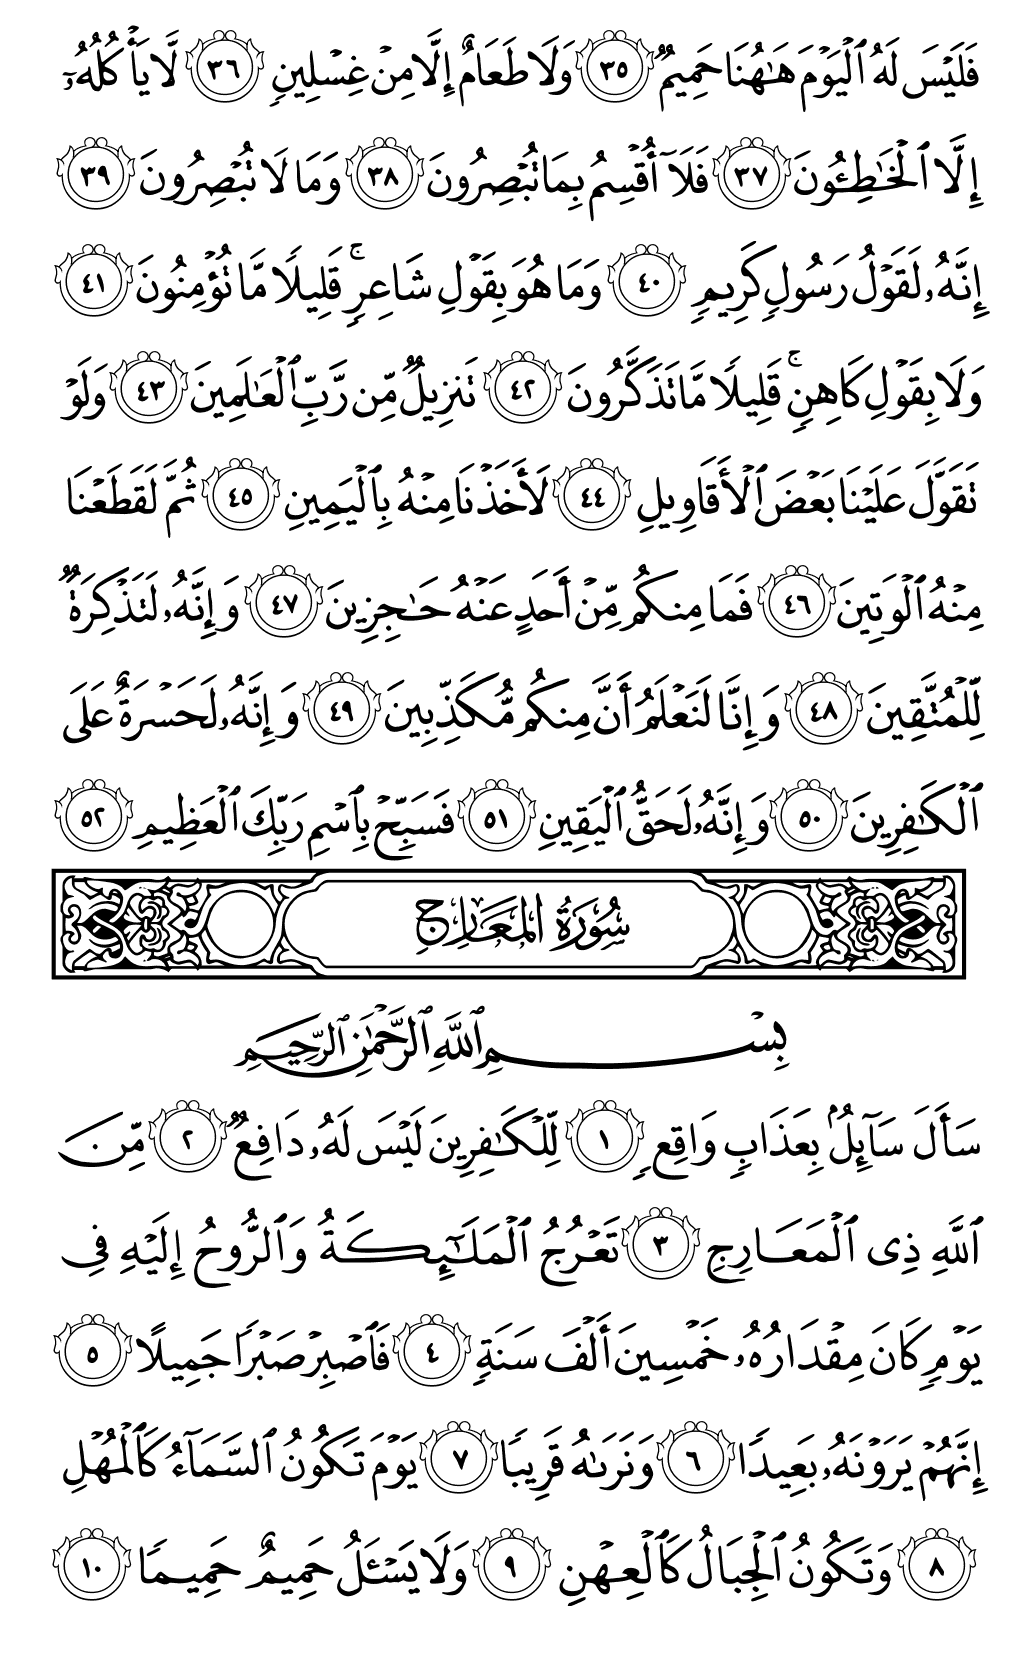 فَلَيۡسَ لَهُ ٱلۡيَوۡمَ هَٰهُنَا حَمِيمٞ ٣٥ وَلَا طَعَامٌ إِلَّا مِنۡ غِسۡلِينٖ ٣٦ لَّا يَأۡكُلُهُۥٓ
إِلَّا ٱلۡخَٰطِـُٔونَ ٣٧ فَلَآ أُقۡسِمُ بِمَا تُبۡصِرُونَ ٣٨ وَمَا لَا تُبۡصِرُونَ ٣٩
إِنَّهُۥ لَقَوۡلُ رَسُولٖ كَرِيمٖ ٤٠ وَمَا هُوَ بِقَوۡلِ شَاعِرٖۚ قَلِيلٗا مَّا تُؤۡمِنُونَ ٤١
وَلَا بِقَوۡلِ كَاهِنٖۚ قَلِيلٗا مَّا تَذَكَّرُونَ ٤٢ تَنزِيلٞ مِّن رَّبِّ ٱلۡعَٰلَمِينَ ٤٣ وَلَوۡ
تَقَوَّلَ عَلَيۡنَا بَعۡضَ ٱلۡأَقَاوِيلِ ٤٤ لَأَخَذۡنَا مِنۡهُ بِٱلۡيَمِينِ ٤٥ ثُمَّ لَقَطَعۡنَا
مِنۡهُ ٱلۡوَتِينَ ٤٦ فَمَا مِنكُم مِّنۡ أَحَدٍ عَنۡهُ حَٰجِزِينَ ٤٧ وَإِنَّهُۥ لَتَذۡكِرَةٞ
لِّلۡمُتَّقِينَ ٤٨ وَإِنَّا لَنَعۡلَمُ أَنَّ مِنكُم مُّكَذِّبِينَ ٤٩ وَإِنَّهُۥ لَحَسۡرَةٌ عَلَى
ٱلۡكَٰفِرِينَ ٥٠ وَإِنَّهُۥ لَحَقُّ ٱلۡيَقِينِ ٥١ فَسَبِّحۡ بِٱسۡمِ رَبِّكَ ٱلۡعَظِيمِ ٥٢
سُورَةُ المَعَارِجِ
بِسۡمِ ٱللَّهِ ٱلرَّحۡمَٰنِ ٱلرَّحِيمِ
سَأَلَ سَآئِلُۢ بِعَذَابٖ وَاقِعٖ ١ لِّلۡكَٰفِرِينَ لَيۡسَ لَهُۥ دَافِعٞ ٢ مِّنَ
ٱللَّهِ ذِي ٱلۡمَعَارِجِ ٣ تَعۡرُجُ ٱلۡمَلَٰٓئِكَةُ وَٱلرُّوحُ إِلَيۡهِ فِي
يَوۡمٖ كَانَ مِقۡدَارُهُۥ خَمۡسِينَ أَلۡفَ سَنَةٖ ٤ فَٱصۡبِرۡ صَبۡرٗا جَمِيلًا ٥
إِنَّهُمۡ يَرَوۡنَهُۥ بَعِيدٗا ٦ وَنَرَىٰهُ قَرِيبٗا ٧ يَوۡمَ تَكُونُ ٱلسَّمَآءُ كَٱلۡمُهۡلِ
٨ وَتَكُونُ ٱلۡجِبَالُ كَٱلۡعِهۡنِ ٩ وَلَا يَسۡـَٔلُ حَمِيمٌ حَمِيمٗا ١٠